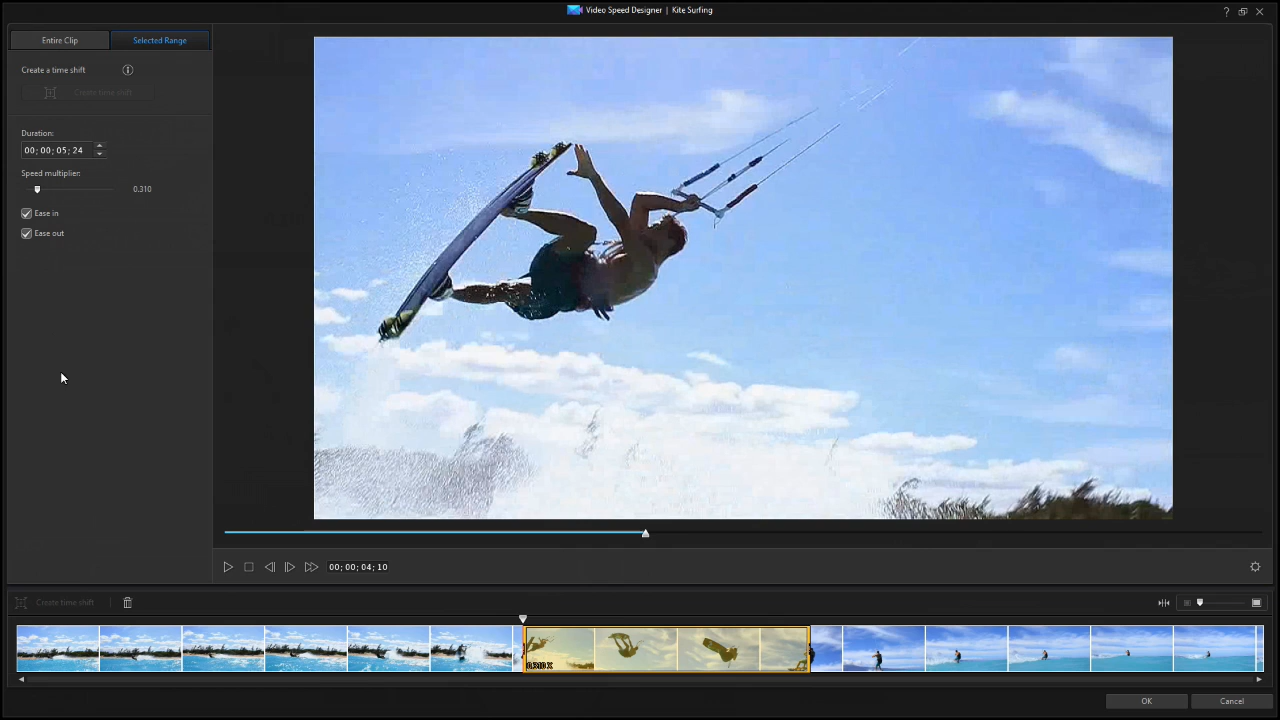 Video Speed Designer | Kite Surfing
?
Entire Clip
Selected Range
Create a time shift
Create time shift
Duration:
00; 00; 05; 24
Speed multiplier:
0.310
Ease in
Ease out
00; 00; 04; 10
Create time shift
0.310 X
OK
Cancel